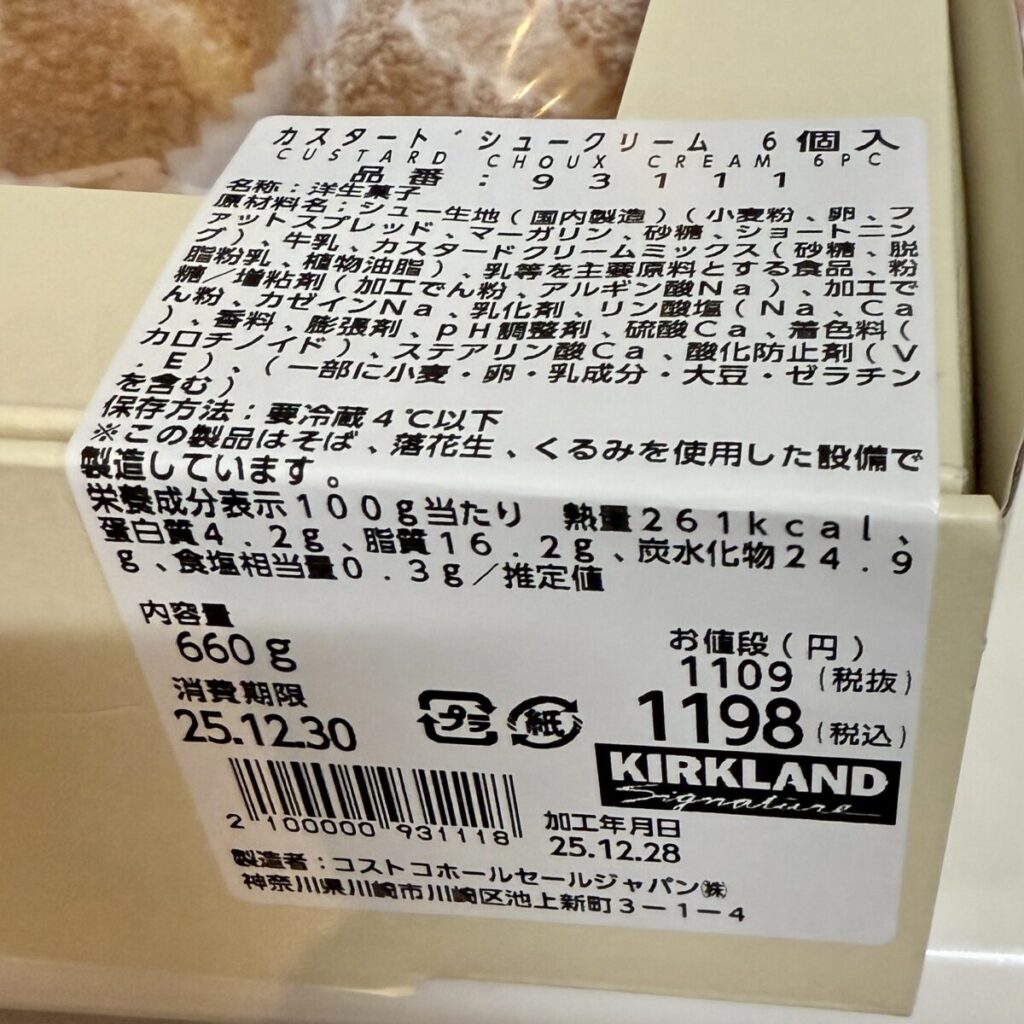 カスタード シュークリーム 6個入
CUSTARD CHOUX CREAM 6PC
品番:93111
名称:洋生菓子
原材料名:シュー生地(国内製造)(小麦粉、卵、フ
ァットスプレッド、マーガリン、砂糖、ショートニン
グ)、牛乳、カスタードクリームミックス(砂糖、脱
脂粉乳、植物油脂)、乳等を主要原料とする食品、粉
糖/増粘剤(加工でん粉、アルギン酸Na)、加工で
ん粉、カゼインNa、乳化剤、リン酸塩(Na、Ca
)、香料、膨張剤、pH調整剤、硫酸Ca、着色料(
カロチノイド)、ステアリン酸Ca、酸化防止剤(V
.E)、(一部に小麦・卵・乳成分・大豆・ゼラチン
を含む)
保存方法:要冷蔵4℃以下
※この製品はそば、落花生、くるみを使用した設備で
製造しています。
栄養成分表示100g当たり 熱量261kcal、
蛋白質4.2g、脂質16.2g、炭水化物24.9
g、食塩相当量0.3g/推定値
内容量
660g
お値段(円)
1109(税抜)
1198(税込)
消費期限
25.12.30
プラ
紙
KIRKLAND
Signature
2 100000 931118
加工年月日
25.12.28
製造者:コストコホールセールジャパン㈱
神奈川県川崎市川崎区池上新町3-1-4